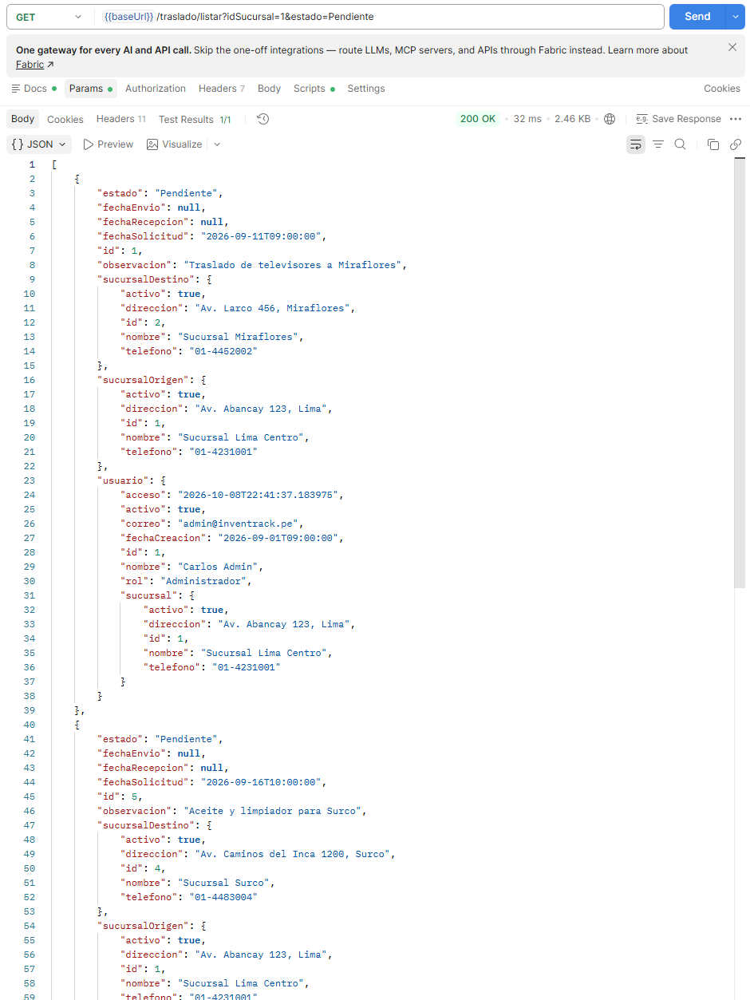 GET {{baseUrl}} /traslado/listar?idSucursal=1&estado=Pendiente Send
One gateway for every AI and API call. Skip the one-off integrations — route LLMs, MCP servers, and APIs through Fabric instead. Learn more about
Fabric ↗
Docs Params Authorization Headers 7 Body Scripts Settings Cookies
Body Cookies Headers 11 Test Results 1/1 200 OK 32 ms 2.46 KB e.g. Save Response
{} JSON Preview Visualize
1 [
2 {
3 "estado": "Pendiente",
4 "fechaEnvio": null,
5 "fechaRecepcion": null,
6 "fechaSolicitud": "2026-09-11T09:00:00",
7 "id": 1,
8 "observacion": "Traslado de televisores a Miraflores",
9 "sucursalDestino": {
10 "activo": true,
11 "direccion": "Av. Larco 456, Miraflores",
12 "id": 2,
13 "nombre": "Sucursal Miraflores",
14 "telefono": "01-4452002"
15 },
16 "sucursalOrigen": {
17 "activo": true,
18 "direccion": "Av. Abancay 123, Lima",
19 "id": 1,
20 "nombre": "Sucursal Lima Centro",
21 "telefono": "01-4231001"
22 },
23 "usuario": {
24 "acceso": "2026-10-08T22:41:37.183975",
25 "activo": true,
26 "correo": "admin@inventrack.pe",
27 "fechaCreacion": "2026-09-01T09:00:00",
28 "id": 1,
29 "nombre": "Carlos Admin",
30 "rol": "Administrador",
31 "sucursal": {
32 "activo": true,
33 "direccion": "Av. Abancay 123, Lima",
34 "id": 1,
35 "nombre": "Sucursal Lima Centro",
36 "telefono": "01-4231001"
37 }
38 }
39 },
40 {
41 "estado": "Pendiente",
42 "fechaEnvio": null,
43 "fechaRecepcion": null,
44 "fechaSolicitud": "2026-09-16T10:00:00",
45 "id": 5,
46 "observacion": "Aceite y limpiador para Surco",
47 "sucursalDestino": {
48 "activo": true,
49 "direccion": "Av. Caminos del Inca 1200, Surco",
50 "id": 4,
51 "nombre": "Sucursal Surco",
52 "telefono": "01-4483004"
53 },
54 "sucursalOrigen": {
55 "activo": true,
56 "direccion": "Av. Abancay 123, Lima",
57 "id": 1,
58 "nombre": "Sucursal Lima Centro",
59 "telefono": "01-4231001"